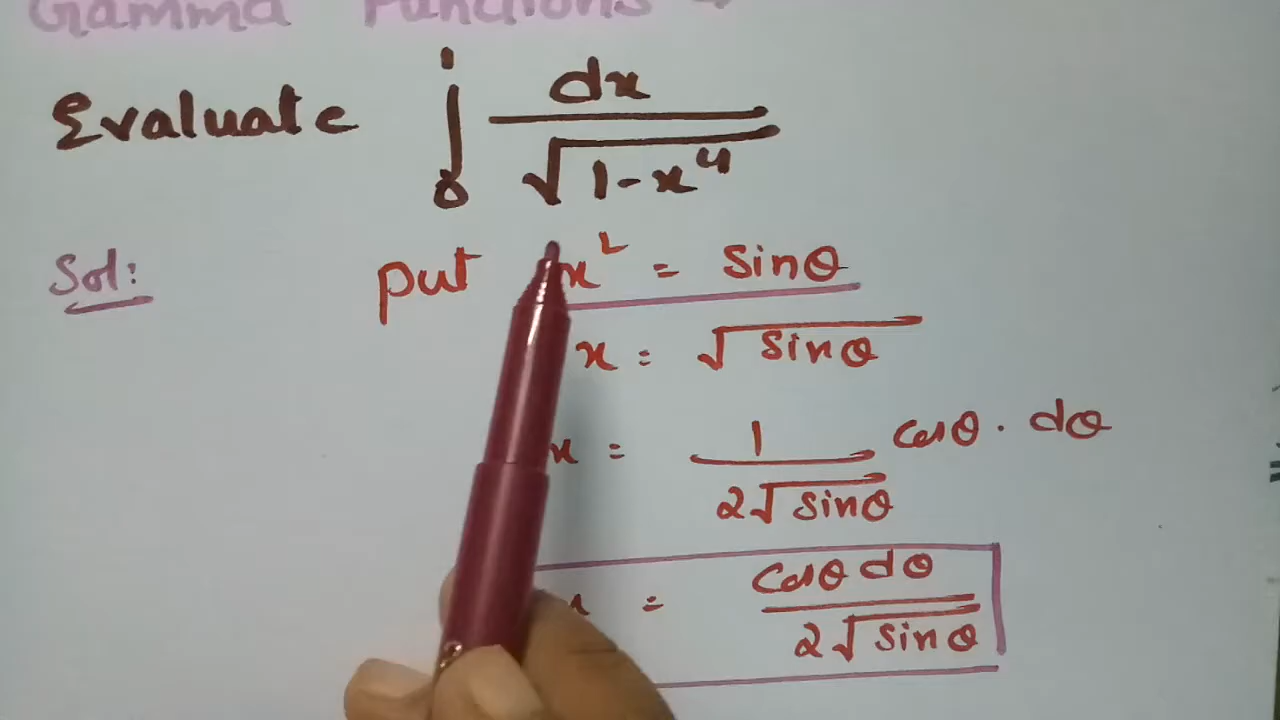 Gamma Functions
Evaluate ∫₀¹ dx / √(1-x⁴)
Sol: put x² = sinθ
x = √sinθ
x = 1 / (2√sinθ) cosθ · dθ
= cosθ dθ / (2√sinθ)